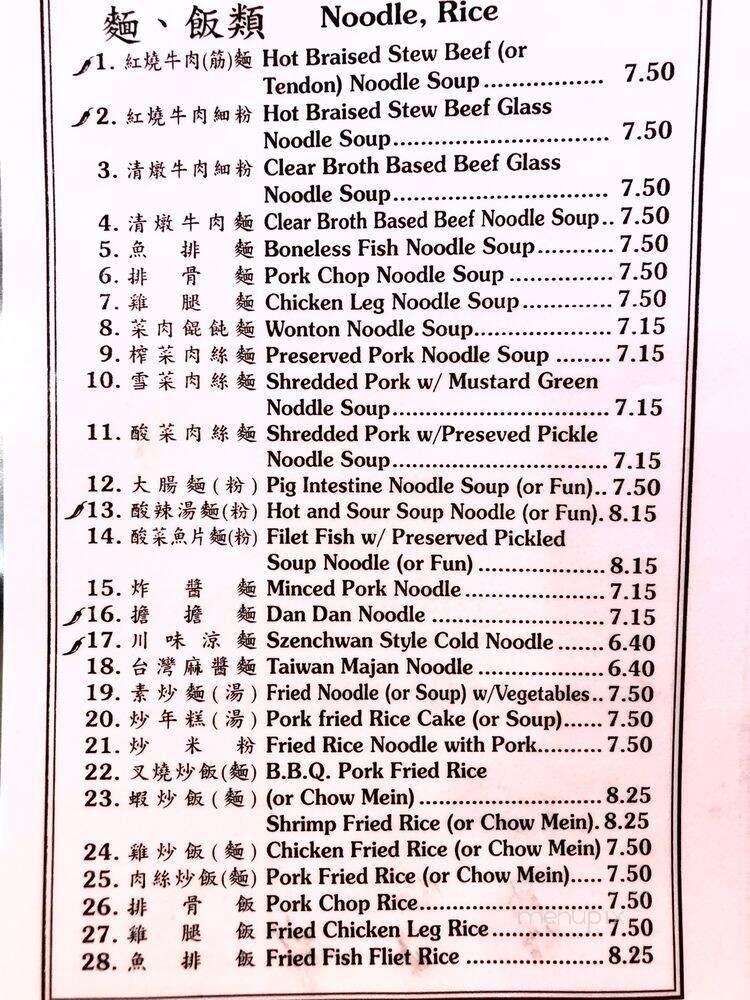 麵、飯類 Noodle, Rice
1. 紅燒牛肉(筋)麵 Hot Braised Stew Beef (or
Tendon) Noodle Soup ................ 7.50
2. 紅燒牛肉細粉 Hot Braised Stew Beef Glass
Noodle Soup................................ 7.50
3. 清燉牛肉細粉 Clear Broth Based Beef Glass
Noodle Soup................................ 7.50
4. 清燉牛肉麵 Clear Broth Based Beef Noodle Soup.. 7.50
5. 魚排麵 Boneless Fish Noodle Soup............ 7.50
6. 排骨麵 Pork Chop Noodle Soup ............... 7.50
7. 雞腿麵 Chicken Leg Noodle Soup............. 7.50
8. 菜肉餛飩麵 Wonton Noodle Soup.................... 7.15
9. 榨菜肉絲麵 Preserved Pork Noodle Soup ........ 7.15
10. 雪菜肉絲麵 Shredded Pork w/ Mustard Green
Noddle Soup................................ 7.15
11. 酸菜肉絲麵 Shredded Pork w/Preseved Pickle
Noodle Soup................................ 7.15
12. 大腸麵(粉) Pig Intestine Noodle Soup (or Fun).. 7.50
13. 酸辣湯麵(粉) Hot and Sour Soup Noodle (or Fun). 8.15
14. 酸菜魚片麵(粉) Filet Fish w/ Preserved Pickled
Soup Noodle (or Fun) ................... 8.15
15. 炸醬麵 Minced Pork Noodle..................... 7.15
16. 擔擔麵 Dan Dan Noodle .......................... 7.15
17. 川味涼麵 Szenchwan Style Cold Noodle ....... 6.40
18. 台灣麻醬麵 Taiwan Majan Noodle ................... 6.40
19. 素炒麵(湯) Fried Noodle (or Soup) w/Vegetables.. 7.50
20. 炒年糕(湯) Pork fried Rice Cake (or Soup)...... 7.50
21. 炒米粉 Fried Rice Noodle with Pork.......... 7.50
22. 叉燒炒飯(麵) B.B.Q. Pork Fried Rice
23. 蝦炒飯(麵) (or Chow Mein) ........................... 8.25
Shrimp Fried Rice (or Chow Mein). 8.25
24. 雞炒飯(麵) Chicken Fried Rice (or Chow Mein) 7.50
25. 肉絲炒飯(麵) Pork Fried Rice (or Chow Mein)..... 7.50
26. 排骨飯 Pork Chop Rice............................ 7.50
27. 雞腿飯 Fried Chicken Leg Rice................. 7.50
28. 魚排飯 Fried Fish Fliet Rice .................... 8.25